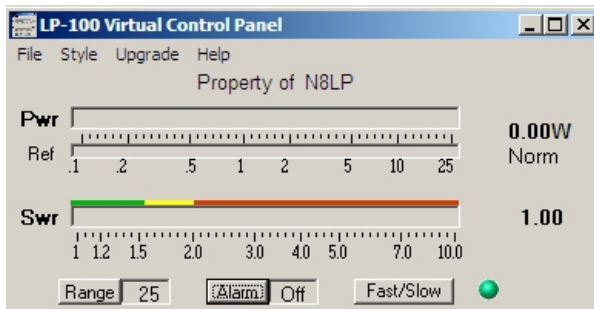 LP-100 Virtual Control Panel
File Style Upgrade Help
Property of N8LP
Pwr
0.00W
Ref
Norm
.1 .2 .5 1 2 5 10 25
Swr
1.00
1 1.2 1.5 2.0 3.0 4.0 5.0 7.0 10.0
Range 25 Alarm Off Fast/Slow